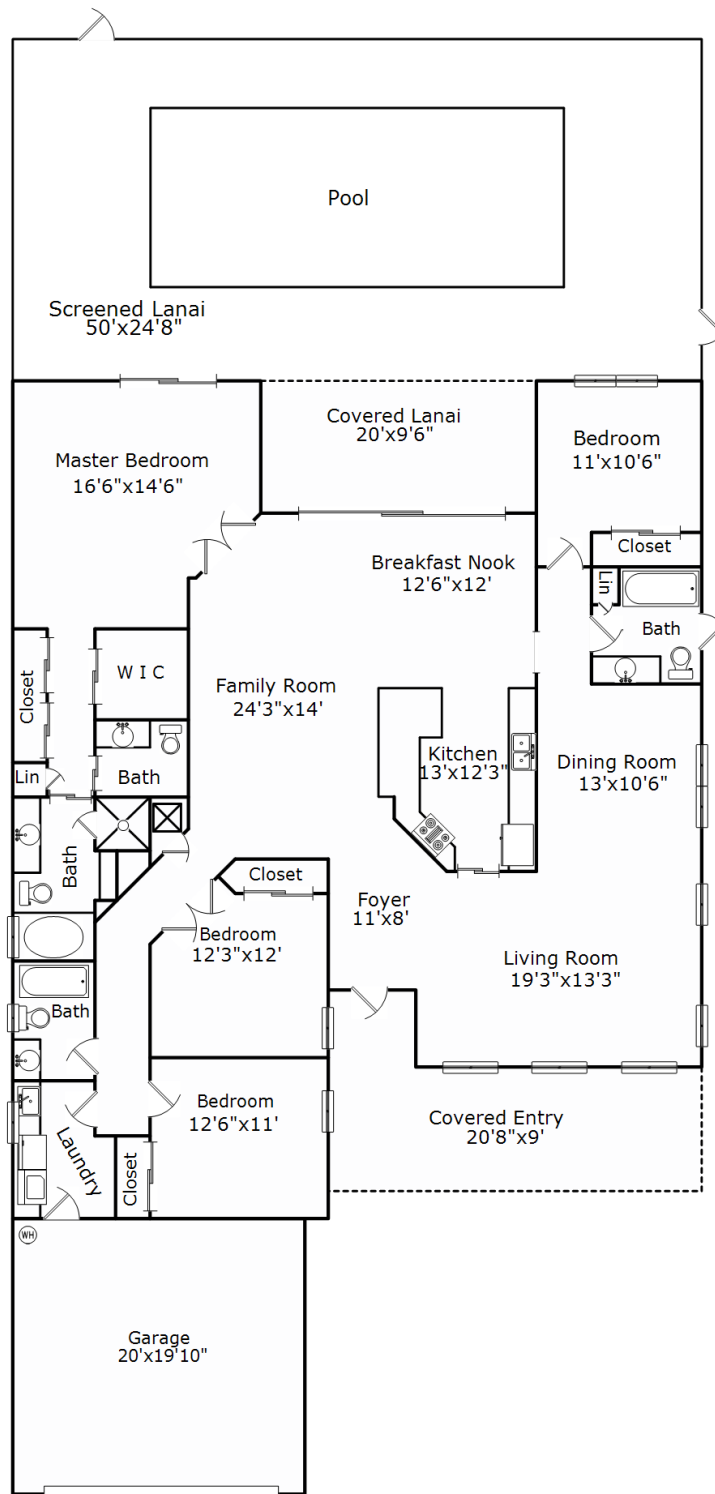 Pool
Screened Lanai
50'x24'8"
Covered Lanai
20'x9'6"
Bedroom
11'x10'6"
Master Bedroom
16'6"x14'6"
Closet
Breakfast Nook
12'6"x12'
Lin
Bath
W I C
Closet
Family Room
24'3"x14'
Kitchen
13'x12'3"
Dining Room
13'x10'6"
Lin
Bath
Bath
Closet
Foyer
11'x8'
Bedroom
12'3"x12'
Living Room
19'3"x13'3"
Bath
Bedroom
12'6"x11'
Covered Entry
20'8"x9'
Laundry
Closet
WH
Garage
20'x19'10"